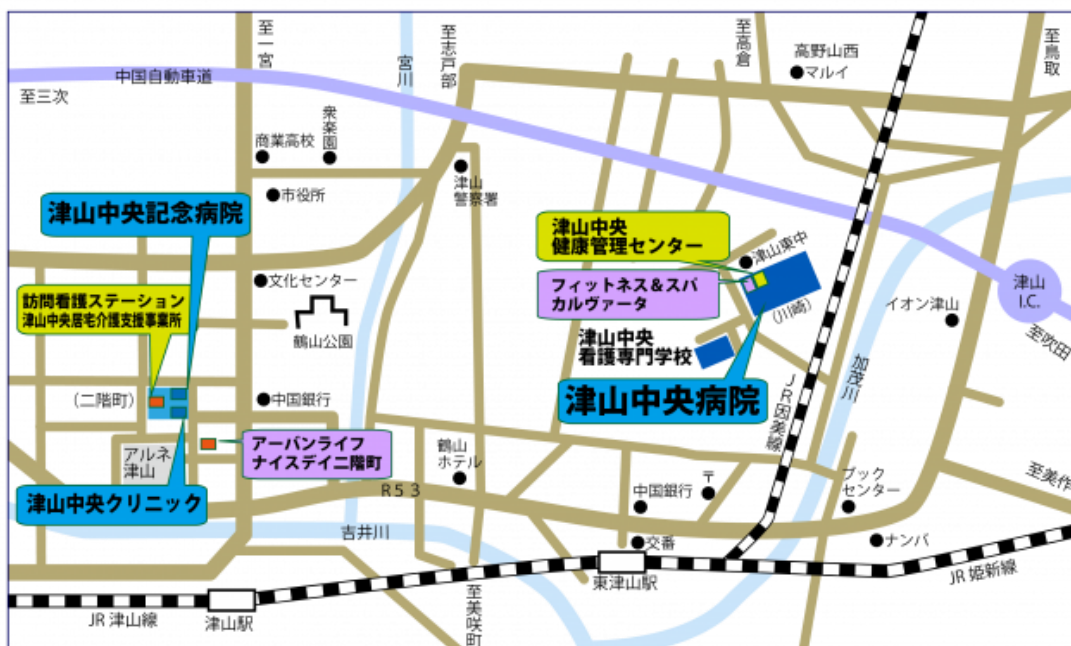 至一宮
至志戸部
至高倉
至鳥取
高野山西
マルイ
中国自動車道
宮川
至三次
衆楽園
商業高校
津山
警察署
市役所
津山中央記念病院
津山中央
健康管理センター
津山東中
フィットネス＆スパ
カルヴァータ
津山
I.C.
文化センター
訪問看護ステーション
津山中央居宅介護支援事業所
(川崎)
イオン津山
至吹田
鶴山公園
津山中央
看護専門学校
加茂川
津山中央病院
JR因美線
(二階町)
中国銀行
アーバンライフ
ナイスデイ二階町
アルネ
津山
鶴山
ホテル
至美作
津山中央クリニック
R53
中国銀行
〒
ブック
センター
吉井川
交番
ナンバ
東津山駅
JR姫新線
至美咲町
JR津山線
津山駅